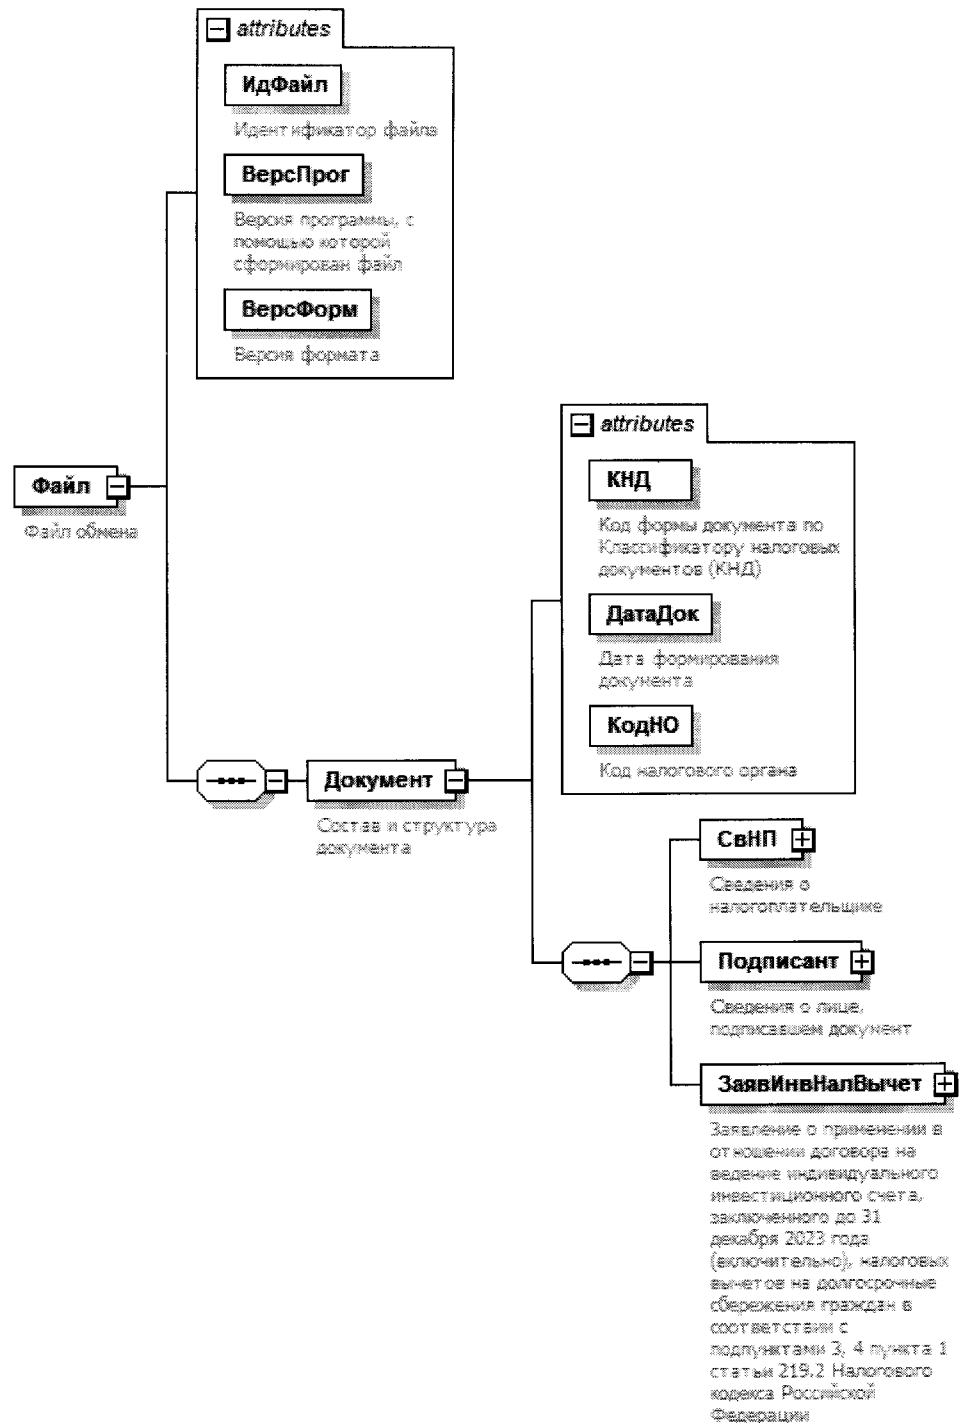 attributes
ИдФайл
Идентификатор файла
ВерсПрог
Версия программы, с
помощью которой
сформирован файл
ВерсФорм
Версия формата
attributes
Файл
Файл обмена
КНД
Код формы документа по
Классификатору налоговых
документов (КНД)
ДатаДок
Дата формирования
документа
КодНО
Код налогового органа
Документ
Состав и структура
документа
СвНП
Сведения о
налогоплательщике
Подписант
Сведения о лице,
подписавшем документ
ЗаявИнвНалВычет
Заявление о применении в
отношении договора на
ведение индивидуального
инвестиционного счета,
заключенного до 31
декабря 2023 года
(включительно), налоговых
вычетов на долгосрочные
сбережения граждан в
соответствии с
подпунктами 3, 4 пункта 1
статьи 219.2 Налогового
кодекса Российской
Федерации